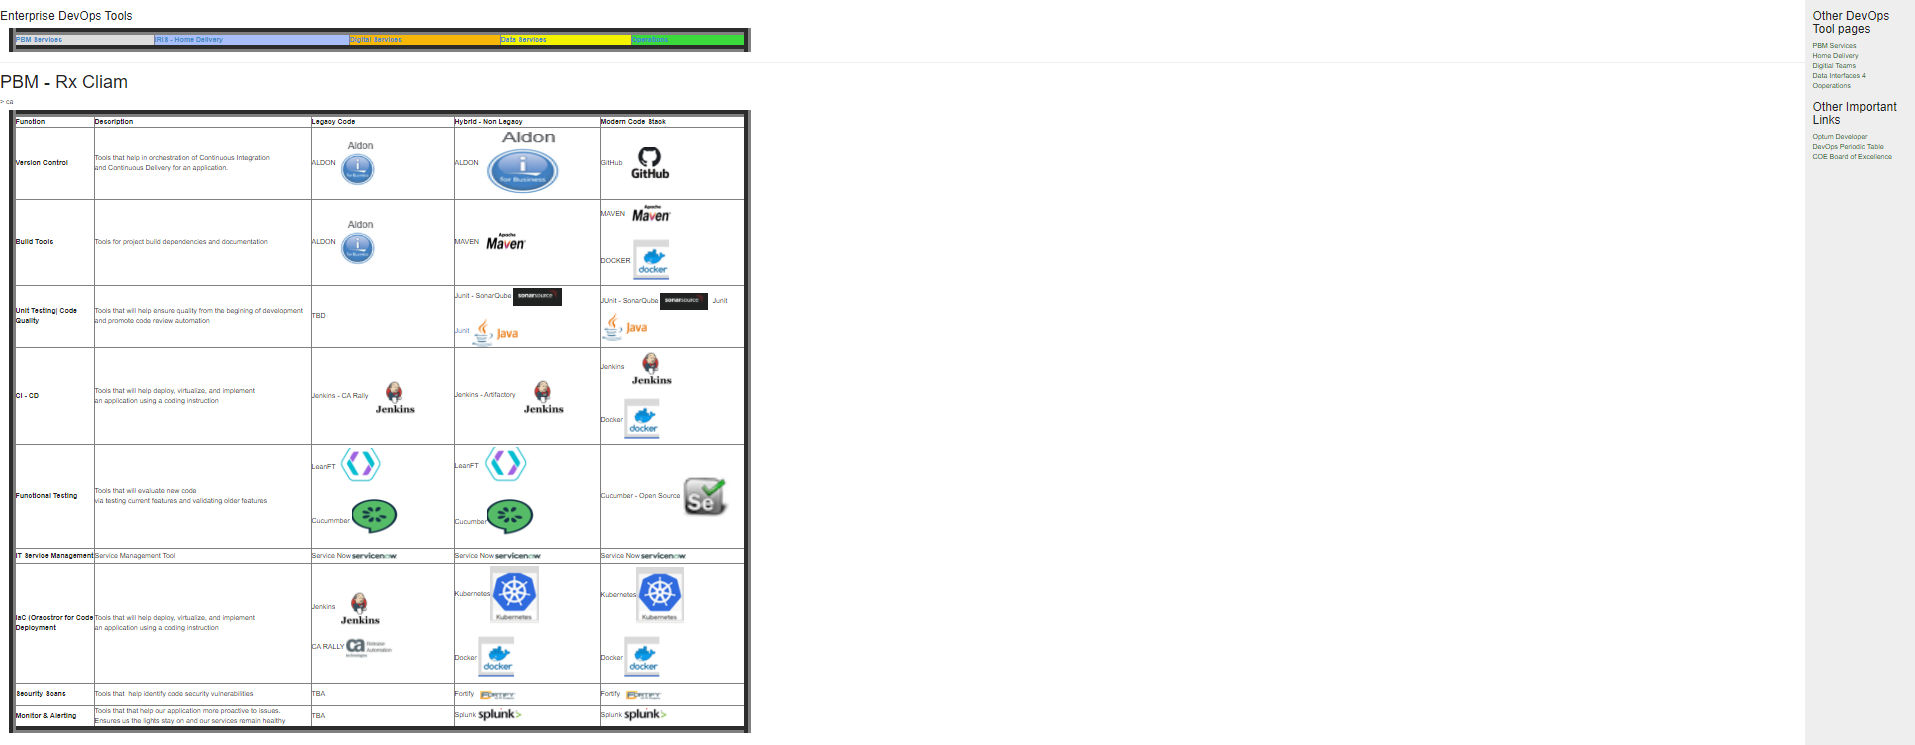 Enterprise DevOps Tools
PBM Services IRIS - Home Delivery Digital Services Data Services Operations
PBM - Rx Cliam
> ca
Function Description Legacy Code Hybrid - Non Legacy Modern Code Stack
Version Control
Tools that help in orchestration of Continuous Integration
and Continuous Delivery for an application.
ALDON
Aldon
i
for Business
ALDON
Aldon
i
for Business
GitHub
GitHub
Build Tools
Tools for project build dependencies and documentation
ALDON
Aldon
i
for Business
MAVEN
Apache
Maven
MAVEN
Apache
Maven
DOCKER
docker
Unit Testing| Code
Quality
Tools that will help ensure quality from the begining of development
and promote code review automation
TBD
Junit - SonarQube sonarsource
Junit Java
JUnit - SonarQube sonarsource Junit
Java
CI - CD
Tools that will help deploy, virtualize, and implement
an application using a coding instruction
Jenkins - CA Rally
Jenkins
Jenkins - Artifactory
Jenkins
Jenkins
Jenkins
Docker
docker
Functional Testing
Tools that will evaluate new code
via testing current features and validating older features
LeanFT
Cucummber
LeanFT
Cucumber
Cucumber - Open Source Se
IT Service Management Service Management Tool Service Now servicenow Service Now servicenow Service Now servicenow
IaC (Oraostror for Code
Deployment
Tools that will help deploy, virtualize, and implement
an application using a coding instruction
Jenkins
Jenkins
CA RALLY ca Release
Automation
technologies
Kubernetes
Kubernetes
Docker
docker
Kubernetes
Kubernetes
Docker
docker
Security Scans Tools that  help identify code security vulnerabilities TBA Fortify FORTIFY Fortify FORTIFY
Monitor & Alerting
Tools that that help our application more proactive to issues.
Ensures us the lights stay on and our services remain healthy
TBA Splunk splunk> Splunk splunk>
Other DevOps
Tool pages
PBM Services
Home Delivery
Digitial Teams
Data Interfaces 4
Ooperations
Other Important
Links
Optum Developer
DevOps Periodic Table
COE Board of Excellence